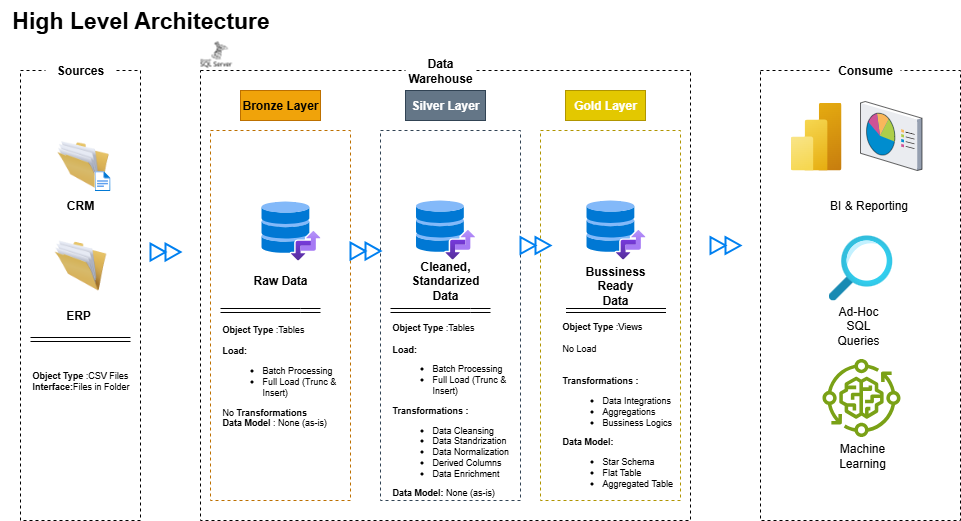 High Level Architecture
Sources
CRM
ERP
Object Type :CSV Files
Interface:Files in Folder
SQL Server
Data
Warehouse
Bronze Layer
Raw Data
Object Type :Tables
Load:
Batch Processing
Full Load (Trunc &
Insert)
No Transformations
Data Model : None (as-is)
Silver Layer
Cleaned,
Standarized
Data
Object Type :Tables
Load:
Batch Processing
Full Load (Trunc &
Insert)
Transformations :
Data Cleansing
Data Standrization
Data Normalization
Derived Columns
Data Enrichment
Data Model: None (as-is)
Gold Layer
Bussiness
Ready
Data
Object Type :Views
No Load
Transformations :
Data Integrations
Aggregations
Bussiness Logics
Data Model:
Star Schema
Flat Table
Aggregated Table
Consume
BI & Reporting
Ad-Hoc
SQL
Queries
Machine
Learning